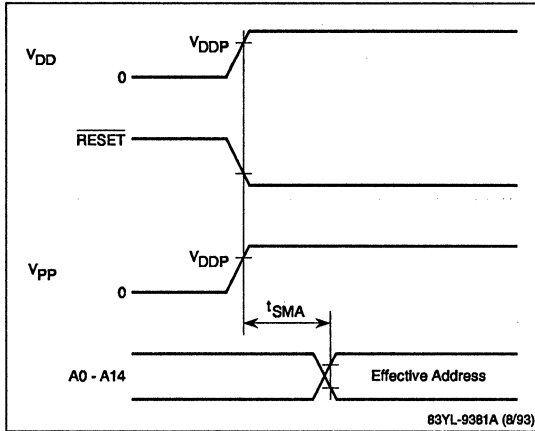 VDD
VDDP
0
RESET
VPP
VDDP
0
tSMA
A0 - A14
Effective Address
83YL-9381A (8/93)